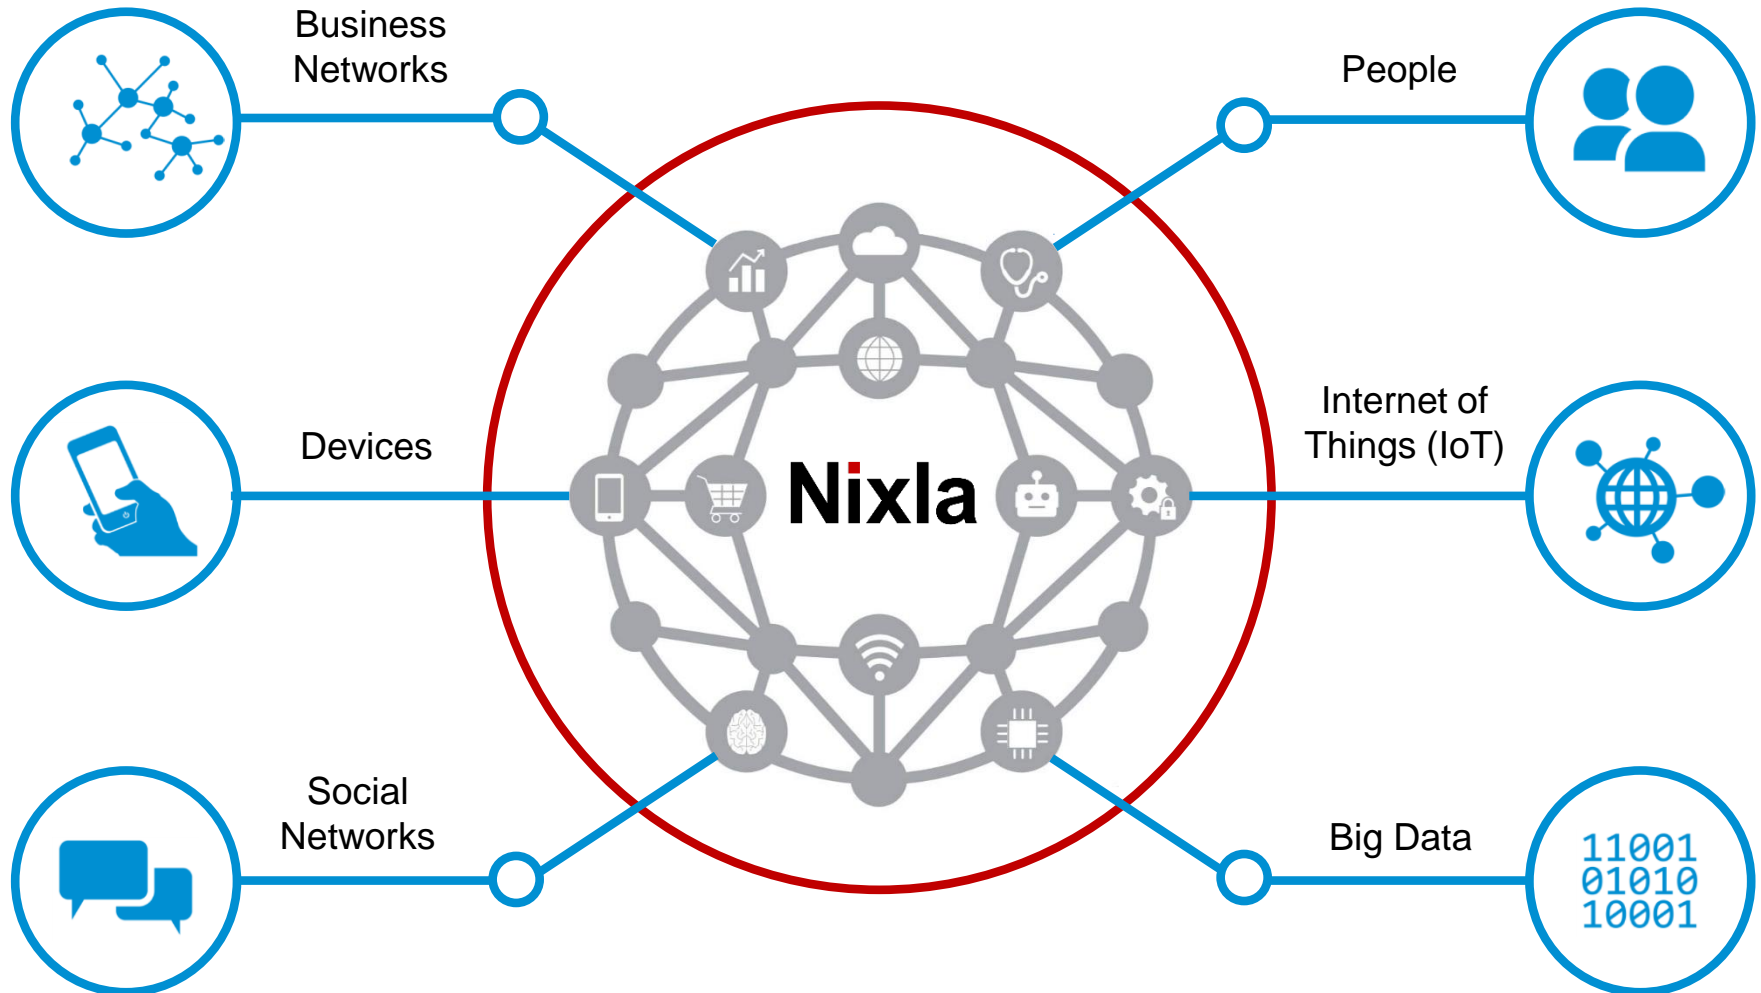 Business
Networks
People
Devices
Internet of
Things (IoT)
Nixla
Social
Networks
Big Data
11001
01010
10001